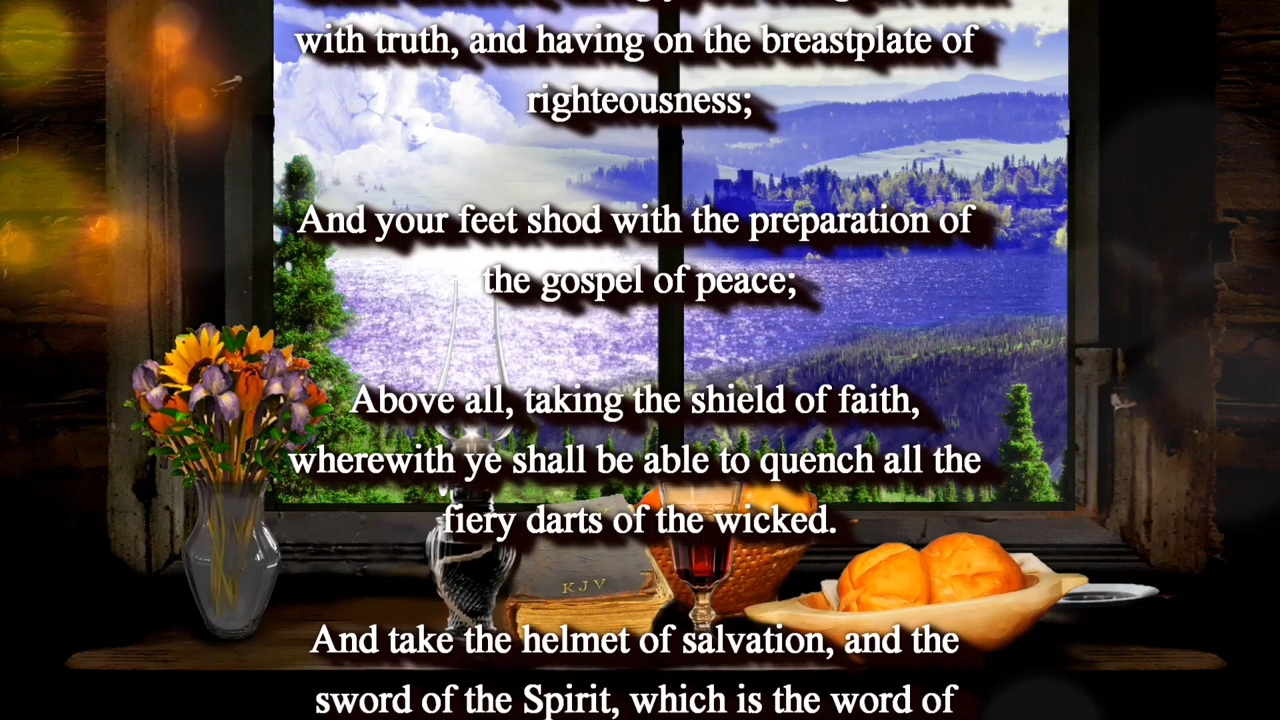 with truth, and having on the breastplate of
righteousness;
And your feet shod with the preparation of
the gospel of peace;
Above all, taking the shield of faith,
wherewith ye shall be able to quench all the
fiery darts of the wicked.
KJV
And take the helmet of salvation, and the
sword of the Spirit, which is the word of